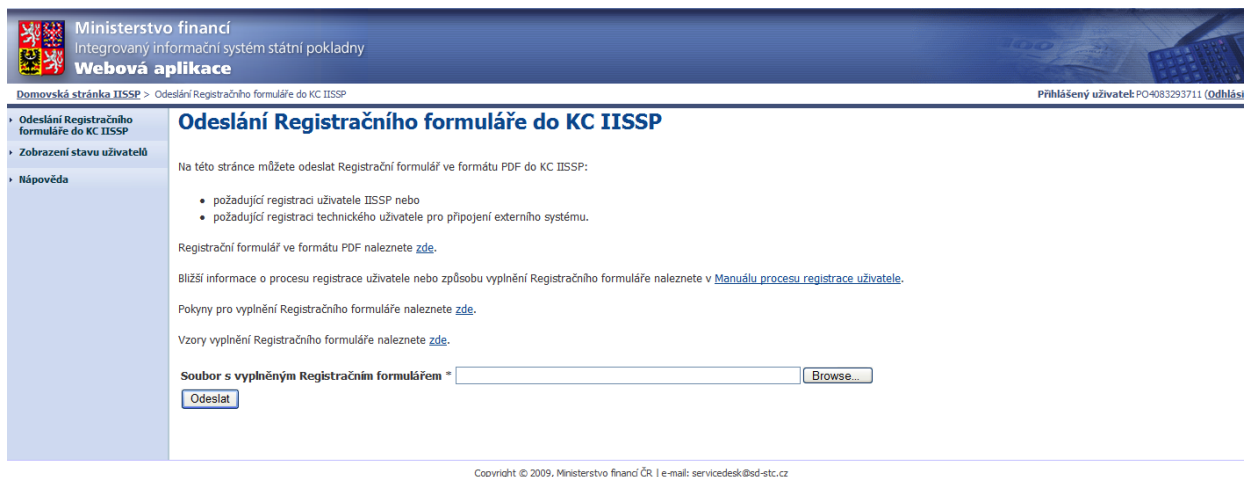 Ministerstvo financí
Integrovaný informační systém státní pokladny
Webová aplikace
Domovská stránka IISSP > Odeslání Registračního formuláře do KC IISSP
Přihlášený uživatel: PO4083293711 (Odhlási
Odeslání Registračního
formuláře do KC IISSP
Zobrazení stavu uživatelů
Nápověda
Odeslání Registračního formuláře do KC IISSP
Na této stránce můžete odeslat Registrační formulář ve formátu PDF do KC IISSP:
• požadující registraci uživatele IISSP nebo
• požadující registraci technického uživatele pro připojení externího systému.
Registrační formulář ve formátu PDF naleznete zde.
Bližší informace o procesu registrace uživatele nebo způsobu vyplnění Registračního formuláře naleznete v Manuálu procesu registrace uživatele.
Pokyny pro vyplnění Registračního formuláře naleznete zde.
Vzory vyplnění Registračního formuláře naleznete zde.
Soubor s vyplněným Registračním formulářem * Browse...
Odeslat
Copyright © 2009, Ministerstvo financí ČR | e-mail: servicedesk@sd-stc.cz